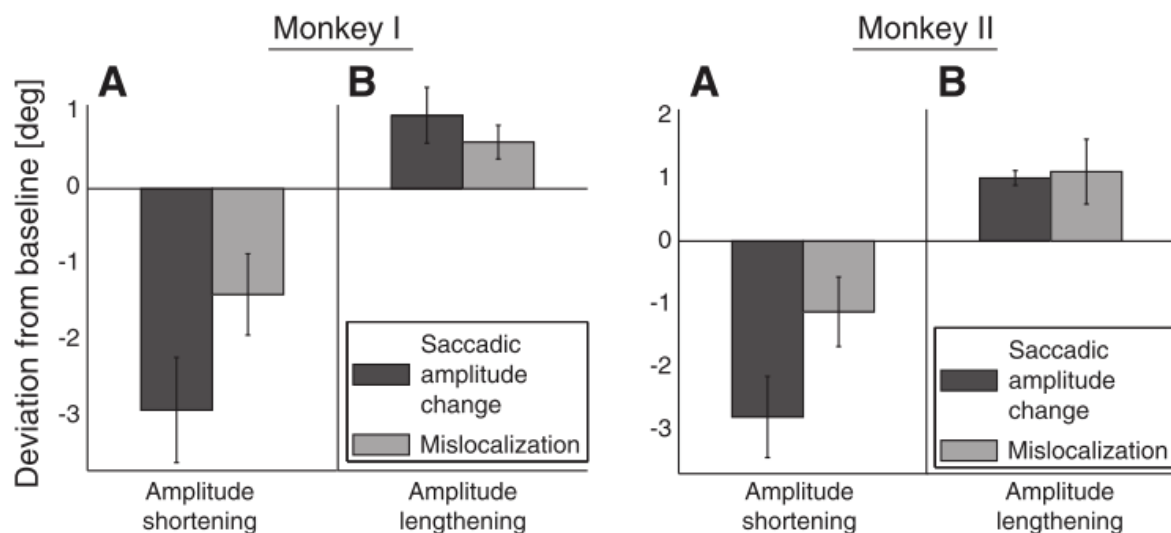 Monkey I
A
B
Deviation from baseline [deg]
1
0
-1
-2
-3
Saccadic
amplitude
change
Mislocalization
Amplitude
shortening
Amplitude
lengthening
Monkey II
A
B
2
1
0
-1
-2
-3
Saccadic
amplitude
change
Mislocalization
Amplitude
shortening
Amplitude
lengthening